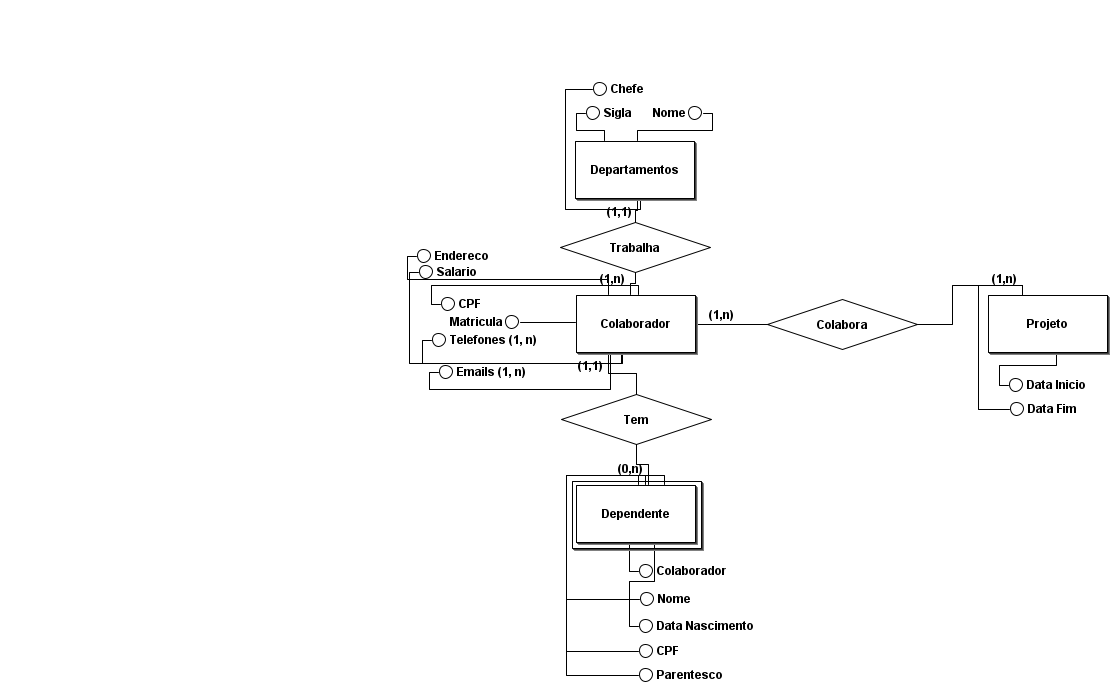 Chefe
Sigla Nome
Departamentos
(1,1)
Trabalha
Endereco
Salario
(1,n)
(1,n)
CPF
Matricula
Colaborador
(1,n)
Colabora
Projeto
Telefones (1, n)
Emails (1, n)
(1,1)
Data Inicio
Data Fim
Tem
(0,n)
Dependente
Colaborador
Nome
Data Nascimento
CPF
Parentesco